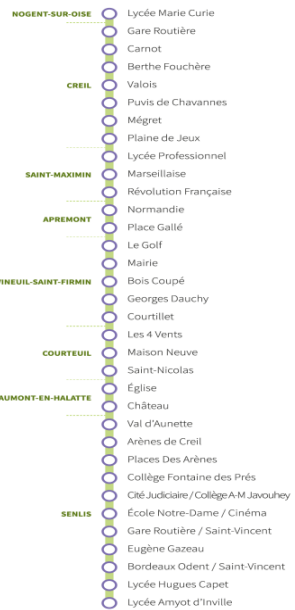 NOGENT-SUR-OISE Lycée Marie Curie
Gare Routière
Carnot
Berthe Fouchère
CREIL Valois
Puvis de Chavannes
Mégret
Plaine de Jeux
Lycée Professionnel
SAINT-MAXIMIN Marseillaise
Révolution Française
Normandie
APREMONT
Place Gallé
Le Golf
Mairie
VINEUIL-SAINT-FIRMIN Bois Coupé
Georges Dauchy
Courtillet
Les 4 Vents
COURTEUIL Maison Neuve
Saint-Nicolas
Église
AUMONT-EN-HALATTE
Château
Val d'Aunette
Arènes de Creil
Places Des Arènes
Collège Fontaine des Prés
Cité Judiciaire / Collège A-M Javouhey
SENLIS École Notre-Dame / Cinéma
Gare Routière / Saint-Vincent
Eugène Gazeau
Bordeaux Odent / Saint-Vincent
Lycée Hugues Capet
Lycée Amyot d'Inville